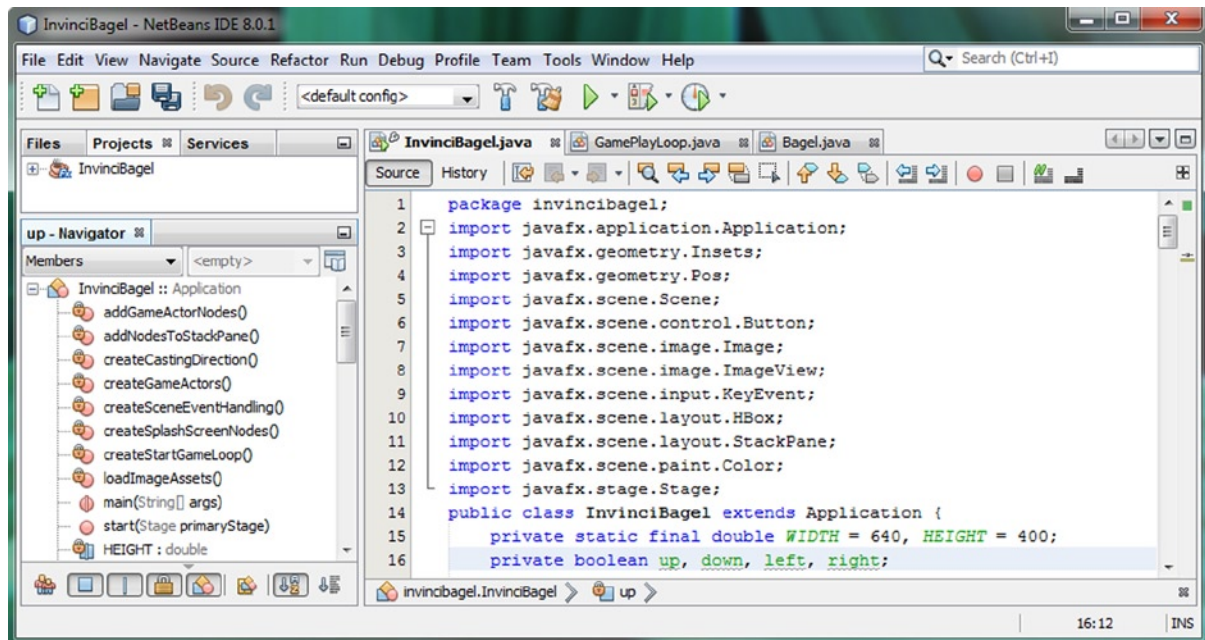 InvinciBagel - NetBeans IDE 8.0.1
File Edit View Navigate Source Refactor Run Debug Profile Team Tools Window Help
Search (Ctrl+I)
<default config>
Files Projects Services
InvinciBagel
up - Navigator
Members <empty>
InvinciBagel :: Application
addGameActorNodes()
addNodesToStackPane()
createCastingDirection()
createGameActors()
createSceneEventHandling()
createSplashScreenNodes()
createStartGameLoop()
loadImageAssets()
main(String[] args)
start(Stage primaryStage)
HEIGHT : double
InvinciBagel.java GamePlayLoop.java Bagel.java
Source History
1 package invincibagel;
2 import javafx.application.Application;
3 import javafx.geometry.Insets;
4 import javafx.geometry.Pos;
5 import javafx.scene.Scene;
6 import javafx.scene.control.Button;
7 import javafx.scene.image.Image;
8 import javafx.scene.image.ImageView;
9 import javafx.scene.input.KeyEvent;
10 import javafx.scene.layout.HBox;
11 import javafx.scene.layout.StackPane;
12 import javafx.scene.paint.Color;
13 import javafx.stage.Stage;
14 public class InvinciBagel extends Application {
15 private static final double WIDTH = 640, HEIGHT = 400;
16 private boolean up, down, left, right;
invincibagel.InvinciBagel up
16:12 INS